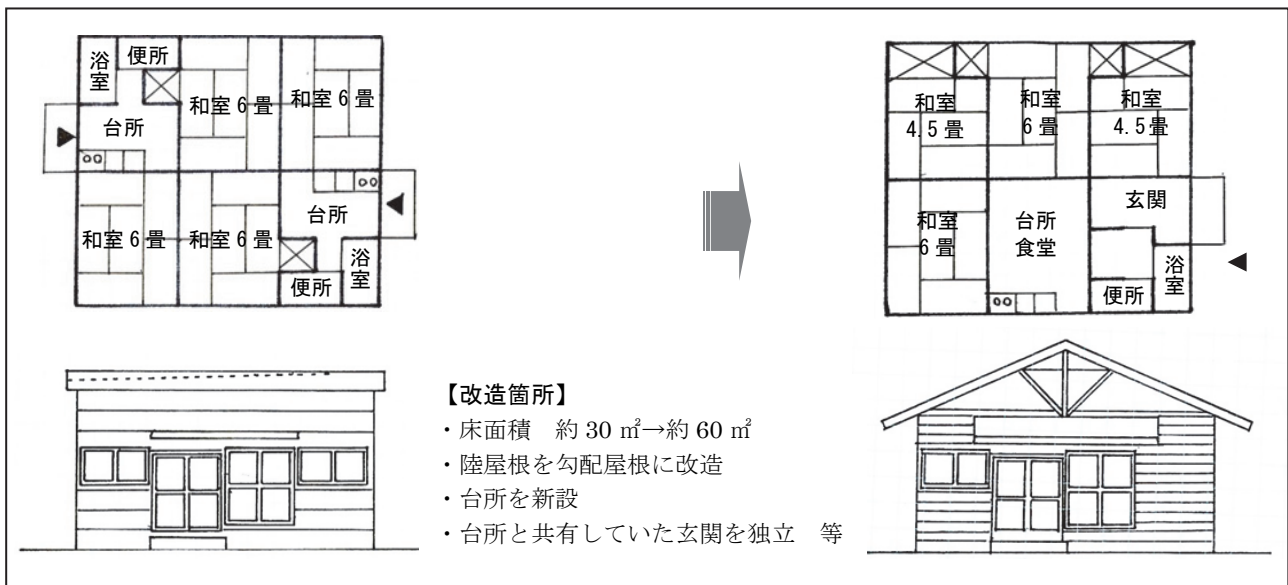 浴室
便所
和室6畳
和室6畳
台所
和室6畳
和室6畳
台所
便所
浴室
和室
4.5畳
和室
6畳
和室
4.5畳
和室
6畳
台所
食堂
玄関
便所
浴室
【改造箇所】
・床面積　約 30 ㎡→約 60 ㎡
・陸屋根を勾配屋根に改造
・台所を新設
・台所と共有していた玄関を独立　等